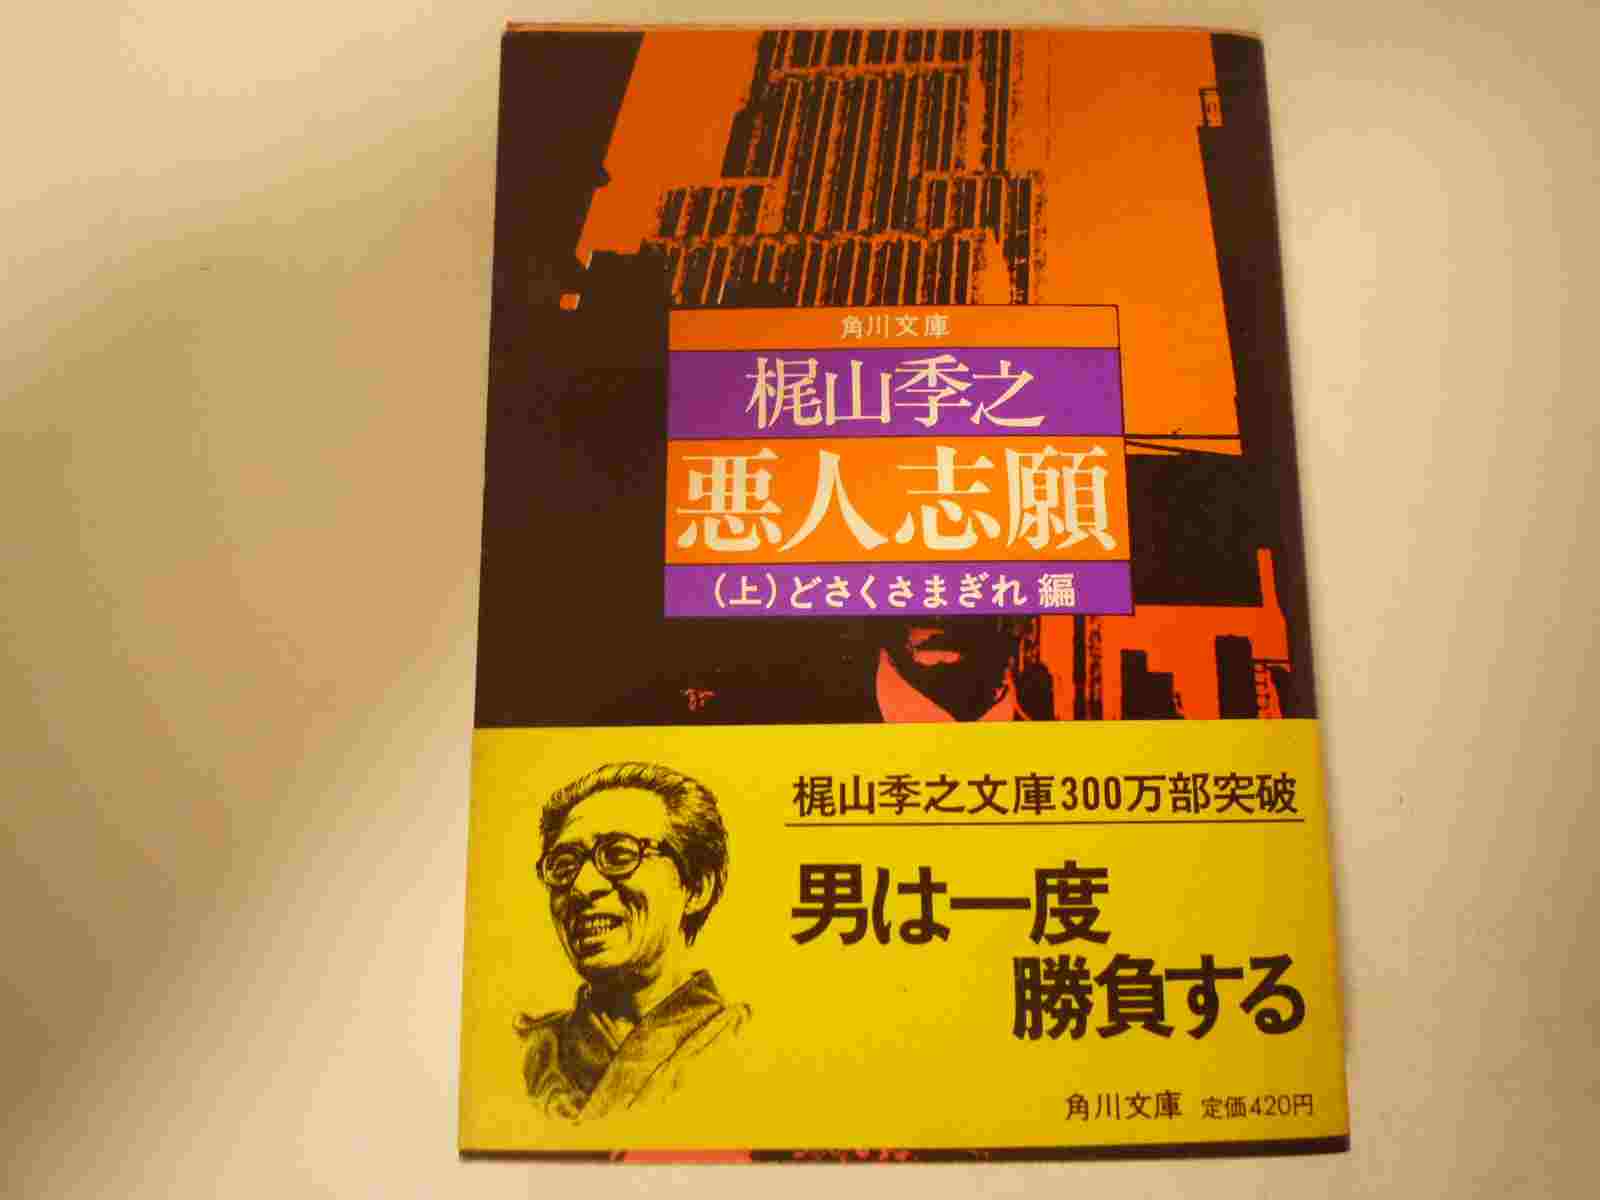 角川文庫
梶山季之
悪人志願
(上)どさくさまぎれ 編
梶山季之文庫300万部突破
男は一度
勝負する
角川文庫 定価420円